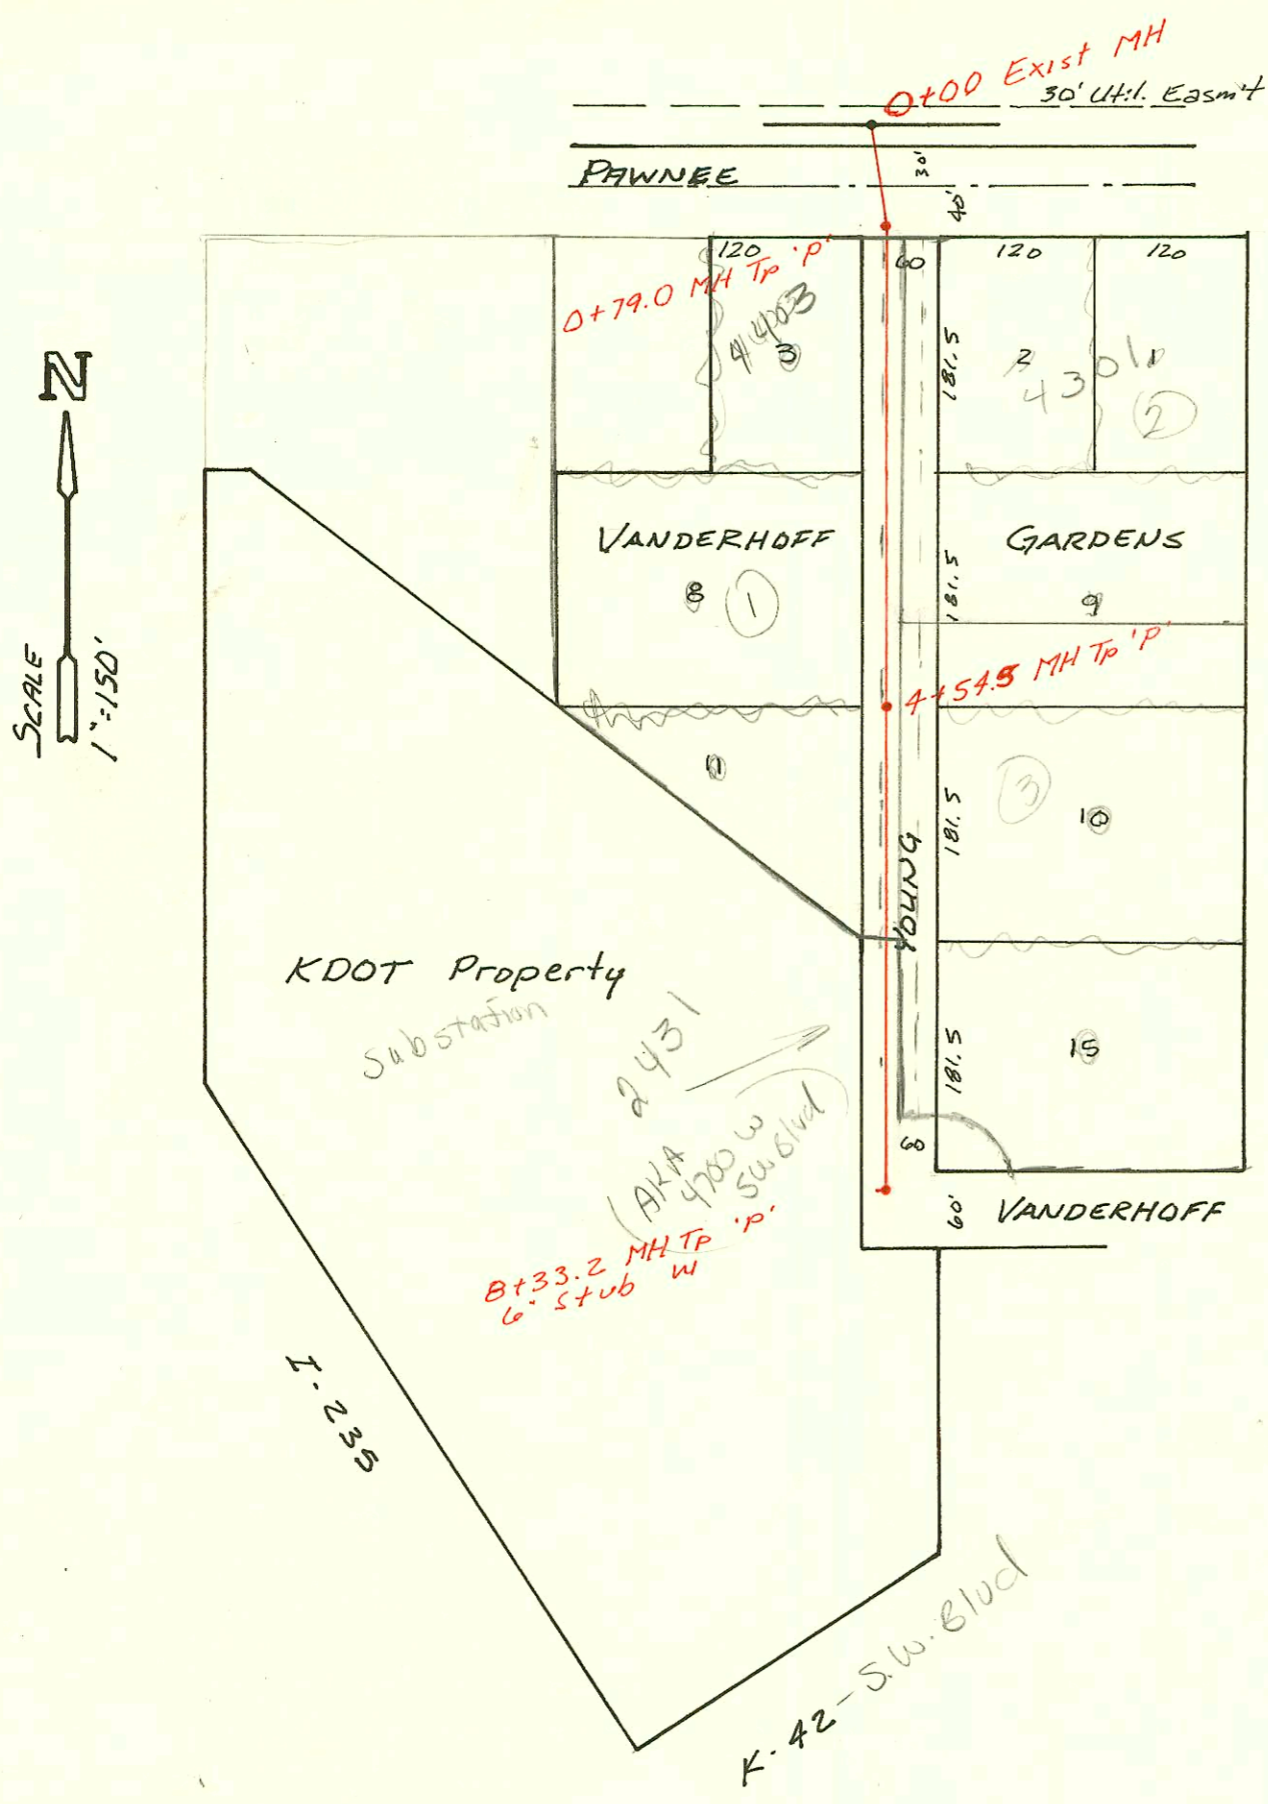 0+00 Exist MH
30' Util. Easm't
PAWNEE
30'
40'
120
60
120
120
0+79.0 MH Tp 'P'
4403
3
181.5
2
4301
1
2
N
SCALE
1"=150'
VANDERHOFF
GARDENS
8
1
181.5
9
4+54.5 MH Tp 'P'
3
181.5
10
YOUNG
KDOT Property
Substation
2431
(AKA
4700 W
SW Blvd
181.5
15
60
60'
VANDERHOFF
8+33.2 MH Tp 'P'
6" Stub W
I-235
K-42 - S.W. Blvd